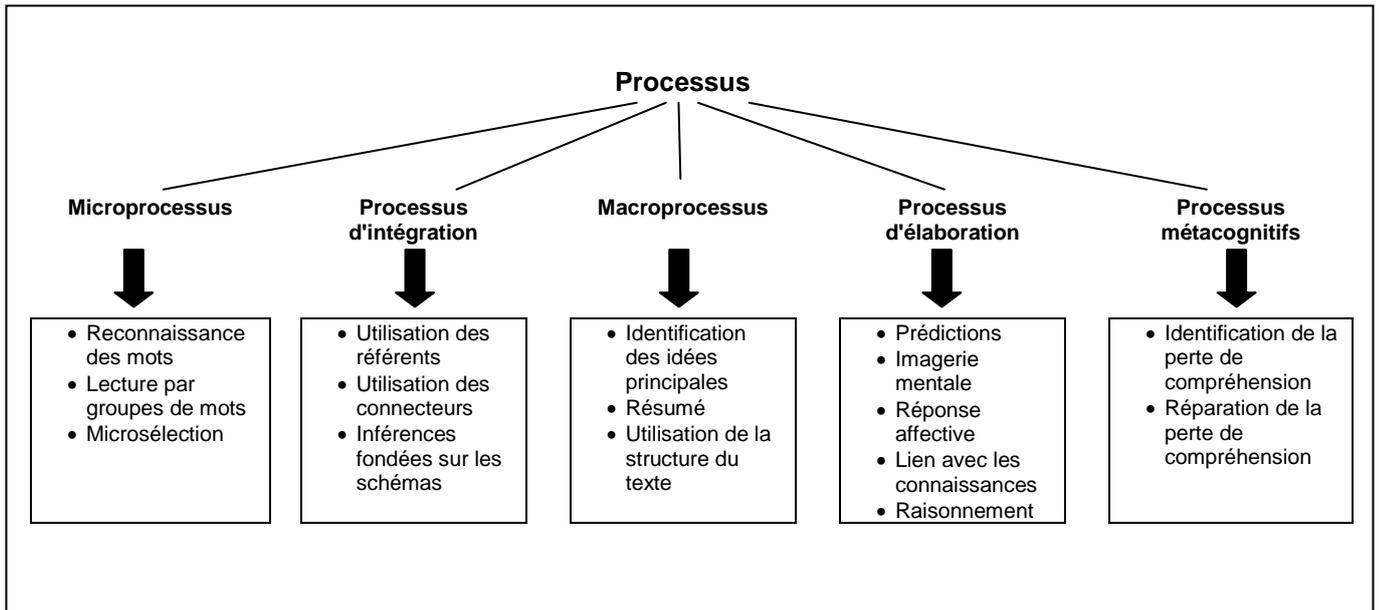 Processus
Microprocessus
Processus
d'intégration
Macroprocessus
Processus
d'élaboration
Processus
métacognitifs
• Reconnaissance
des mots
• Lecture par
groupes de mots
• Microsélection
• Utilisation des
référents
• Utilisation des
connecteurs
• Inférences
fondées sur les
schémas
• Identification
des idées
principales
• Résumé
• Utilisation de la
structure du
texte
• Prédictions
• Imagerie
mentale
• Réponse
affective
• Lien avec les
connaissances
• Raisonnement
• Identification de la
perte de
compréhension
• Réparation de la
perte de
compréhension